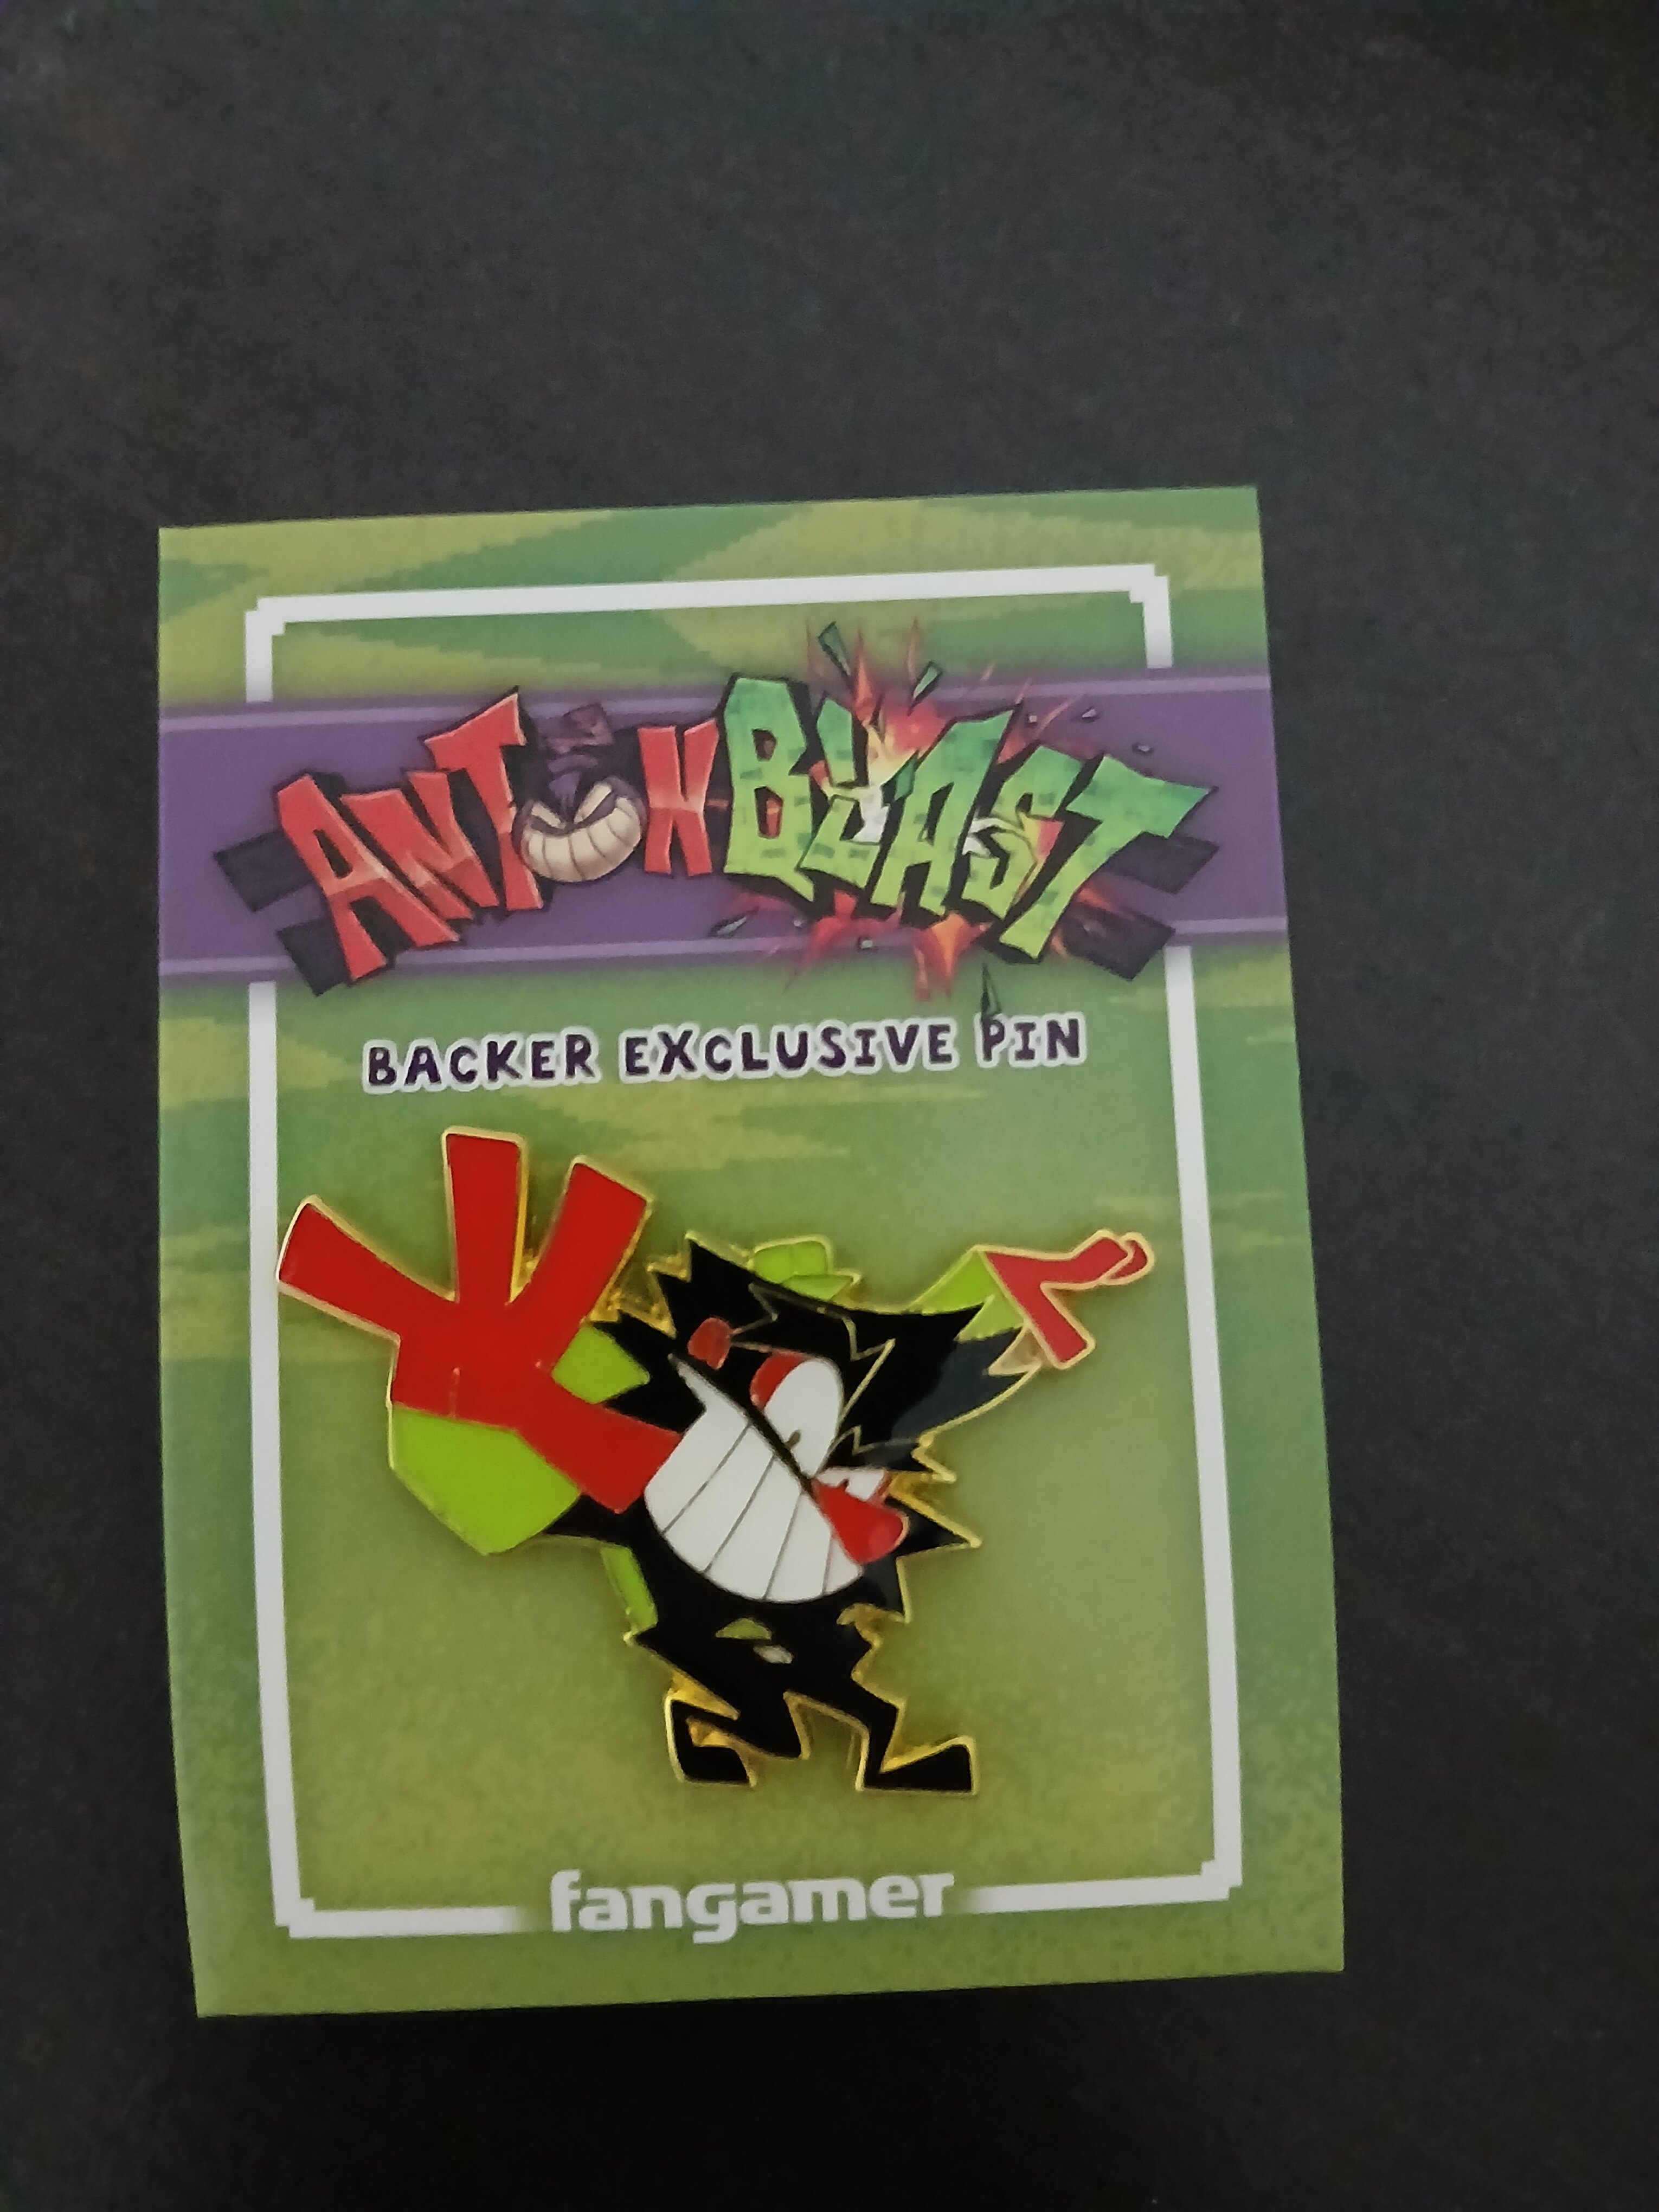 ANTONBLAST
BACKER EXCLUSIVE PIN
fangamer